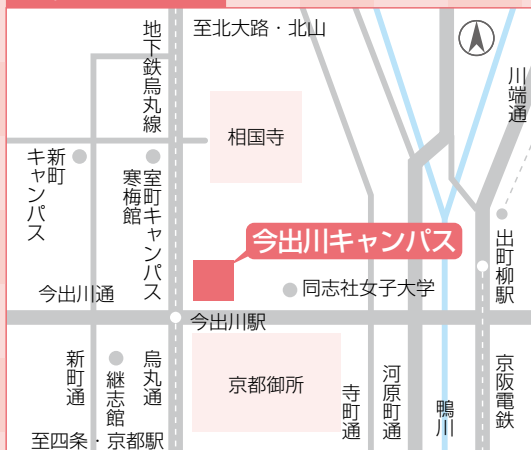 至北大路・北山
地下鉄烏丸線
川端通
相国寺
新町
キャンパス
室町キャンパス
寒梅館
今出川キャンパス
出町柳駅
同志社女子大学
今出川通
今出川駅
新町通
継志館
烏丸通
京都御所
寺町通
河原町通
鴨川
京阪電鉄
至四条・京都駅